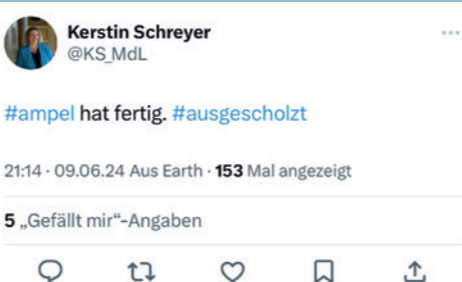 Kerstin Schreyer
@KS_MdL
#ampel hat fertig. #ausgescholzt
21:14 · 09.06.24 Aus Earth · 153 Mal angezeigt
5 „Gefällt mir“-Angaben